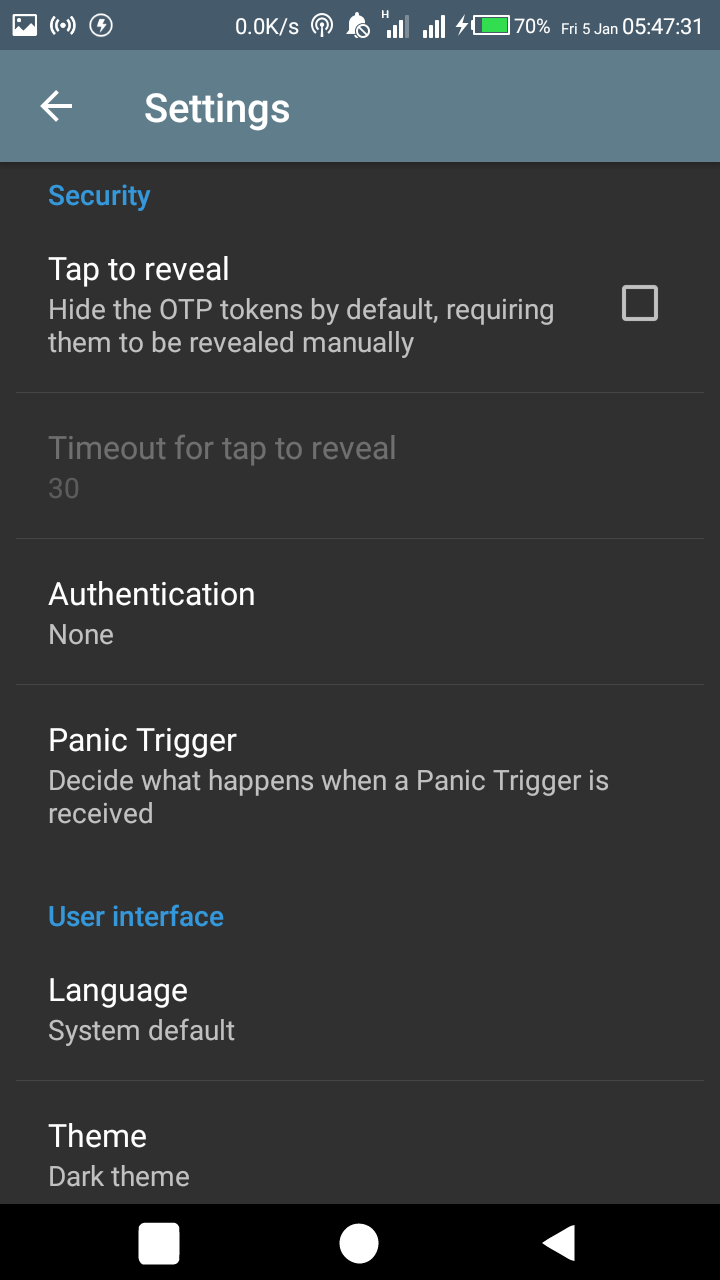 0.0K/s H 70% Fri 5 Jan 05:47:31
Settings
Security
Tap to reveal
Hide the OTP tokens by default, requiring
them to be revealed manually
Timeout for tap to reveal
30
Authentication
None
Panic Trigger
Decide what happens when a Panic Trigger is
received
User interface
Language
System default
Theme
Dark theme